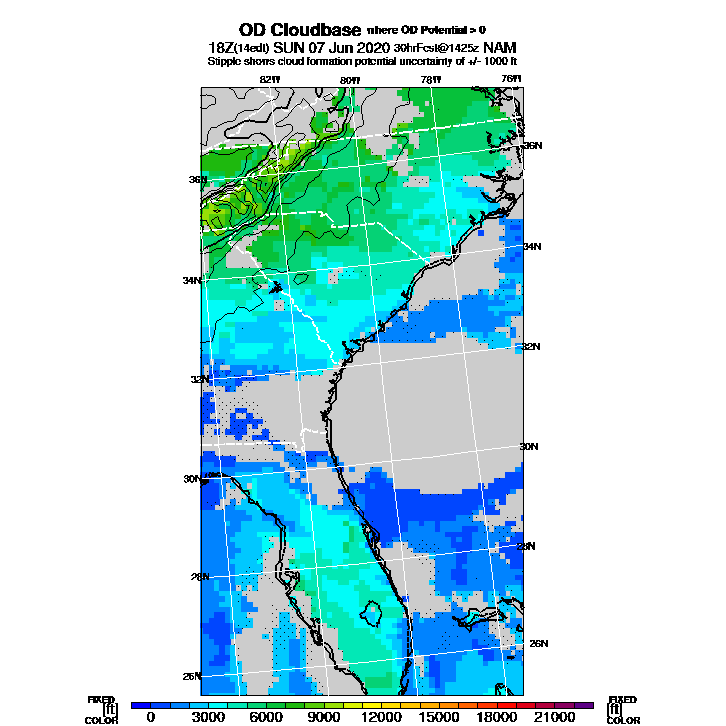 OD Cloudbase where OD Potential > 0
18Z(14edt) SUN 07 Jun 2020 30hrFcst@1425z NAM
Stipple shows cloud formation potential uncertainty of +/- 1000 ft
82W 80W 78W 76W
36N
36N
34N
34N
32N
32N
30N
30N
28N
28N
26N
26N
FIXED FIXED
[ft] [ft]
0 3000 6000 9000 12000 15000 18000 21000
COLOR COLOR